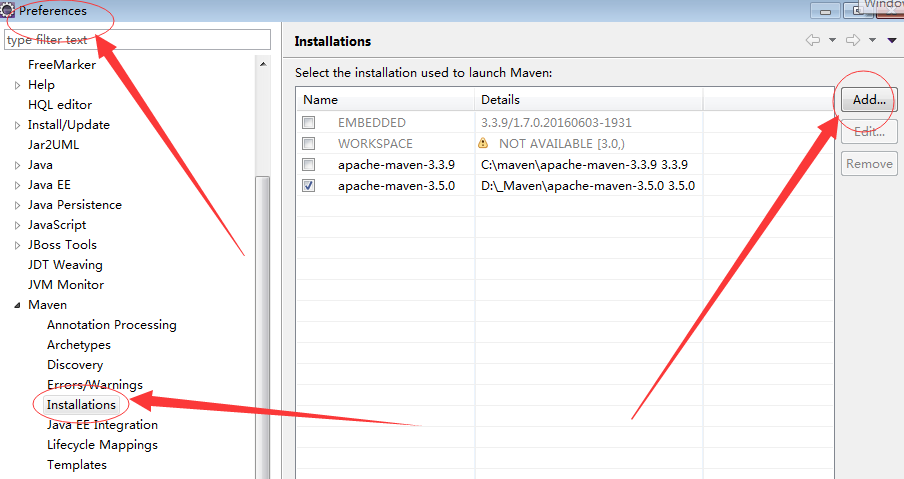 Preferences
Window
type filter text
FreeMarker
Help
HQL editor
Install/Update
Jar2UML
Java
Java EE
Java Persistence
JavaScript
JBoss Tools
JDT Weaving
JVM Monitor
Maven
Annotation Processing
Archetypes
Discovery
Errors/Warnings
Installations
Java EE Integration
Lifecycle Mappings
Templates
Installations
Select the installation used to launch Maven:
Name Details
EMBEDDED 3.3.9/1.7.0.20160603-1931
WORKSPACE NOT AVAILABLE [3.0,)
apache-maven-3.3.9 C:\maven\apache-maven-3.3.9 3.3.9
apache-maven-3.5.0 D:\_Maven\apache-maven-3.5.0 3.5.0
Add...
Edit...
Remove